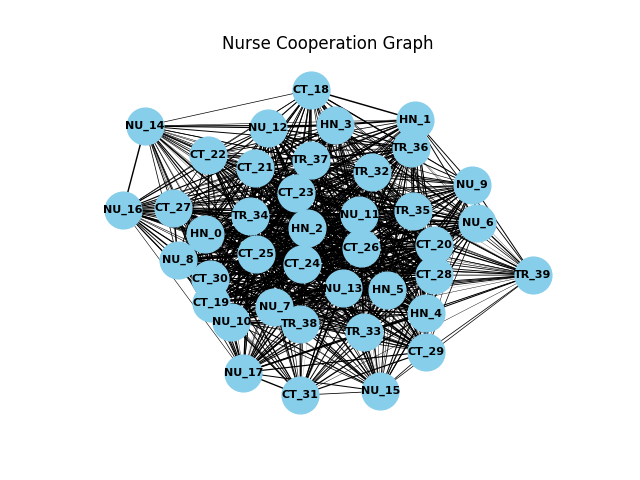 Nurse Cooperation Graph
CT_18
HN_1
NU_14
NU_12
HN_3
TR_36
CT_22
CT_21
TR_37
TR_32
NU_9
CT_23
NU_16
CT_27
TR_34
NU_11
TR_35
NU_6
HN_0
HN_2
CT_26
CT_20
NU_8
CT_25
CT_24
CT_30
CT_28
TR_39
NU_13
HN_5
CT_19
NU_7
HN_4
NU_10
TR_38
TR_33
CT_29
NU_17
CT_31
NU_15